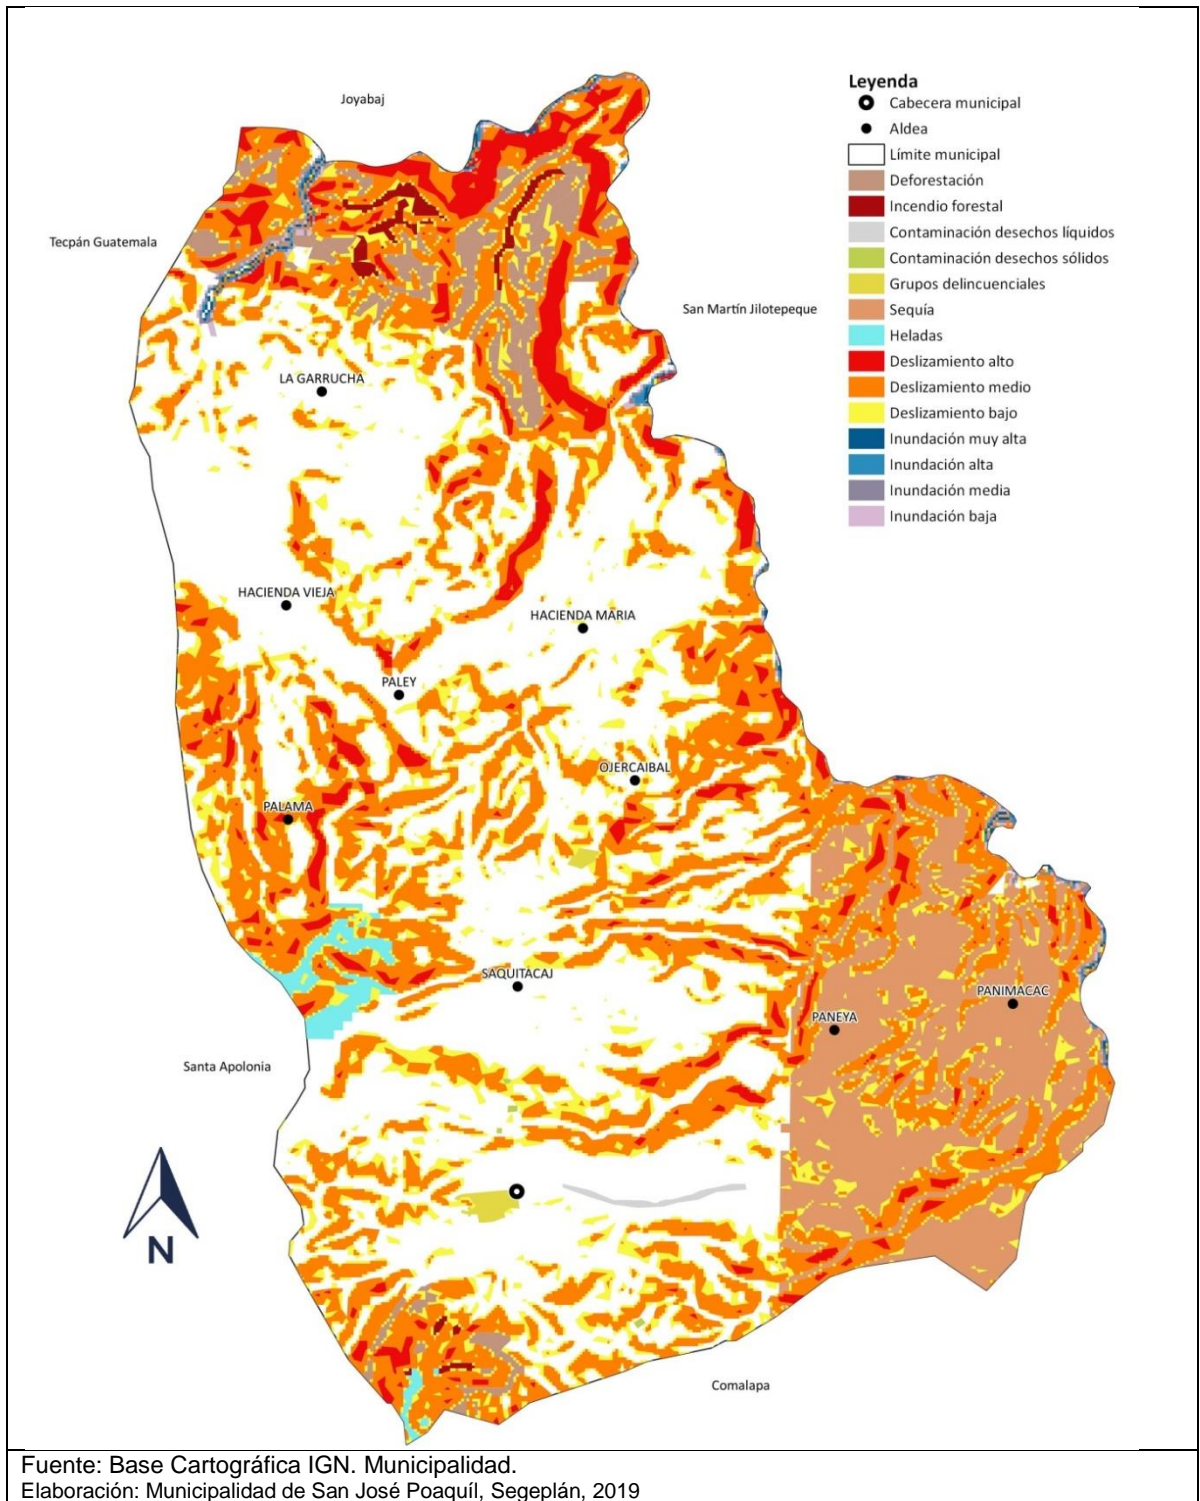 Joyabaj
Tecpán Guatemala
San Martín Jilotepeque
Leyenda
Cabecera municipal
Aldea
Límite municipal
Deforestación
Incendio forestal
Contaminación desechos líquidos
Contaminación desechos sólidos
Grupos delincuenciales
Sequía
Heladas
Deslizamiento alto
Deslizamiento medio
Deslizamiento bajo
Inundación muy alta
Inundación alta
Inundación media
Inundación baja
LA GARRUCHA
HACIENDA VIEJA
HACIENDA MARIA
PALEY
OJERCAIBAL
PALAMA
SAQUITACAJ
PANIMACAC
PANEYA
Santa Apolonia
N
Comalapa
Fuente: Base Cartográfica IGN. Municipalidad.
Elaboración: Municipalidad de San José Poaquíl, Segeplán, 2019